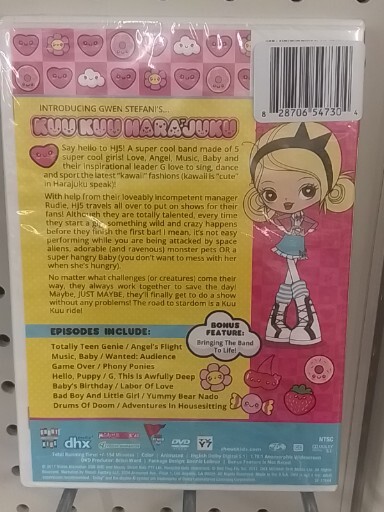 8 28706 54730 4
INTRODUCING GWEN STEFANI'S...
KUU KUU HARAJUKU
Say hello to HJ5! A super cool band made of 5
super cool girls! Love, Angel, Music, Baby and
their inspirational leader G love to sing, dance
and sport the latest "kawaii" fashions (kawaii is "cute"
in Harajuku speak)!
With help from their loveably incompetent manager
Rudie, HJ5 travels all over to put on shows for their
fans! Although they are totally talented, every time
they start a gig something wild and crazy happens
before they finish the first bar! I mean, it's not easy
performing while you are being attacked by space
aliens, adorable (and ravenous) monster pets OR a
super hangry Baby (you don't want to mess with her
when she's hungry).
No matter what challenges (or creatures) come their
way, they always work together to save the day!
Maybe, JUST MAYBE, they'll finally get to do a show
without any problems! The road to stardom is a Kuu
Kuu ride!
EPISODES INCLUDE:
Totally Teen Genie / Angel's Flight
Music, Baby / Wanted: Audience
Game Over / Phony Ponies
Hello, Puppy / G, This Is Awfully Deep
Baby's Birthday / Labor Of Love
Bad Boy And Little Girl / Yummy Bear Nado
Drums Of Doom / Adventures In Housesitting
BONUS
FEATURE:
Bringing The Band
To Life!
dhx
DVD
NTSC